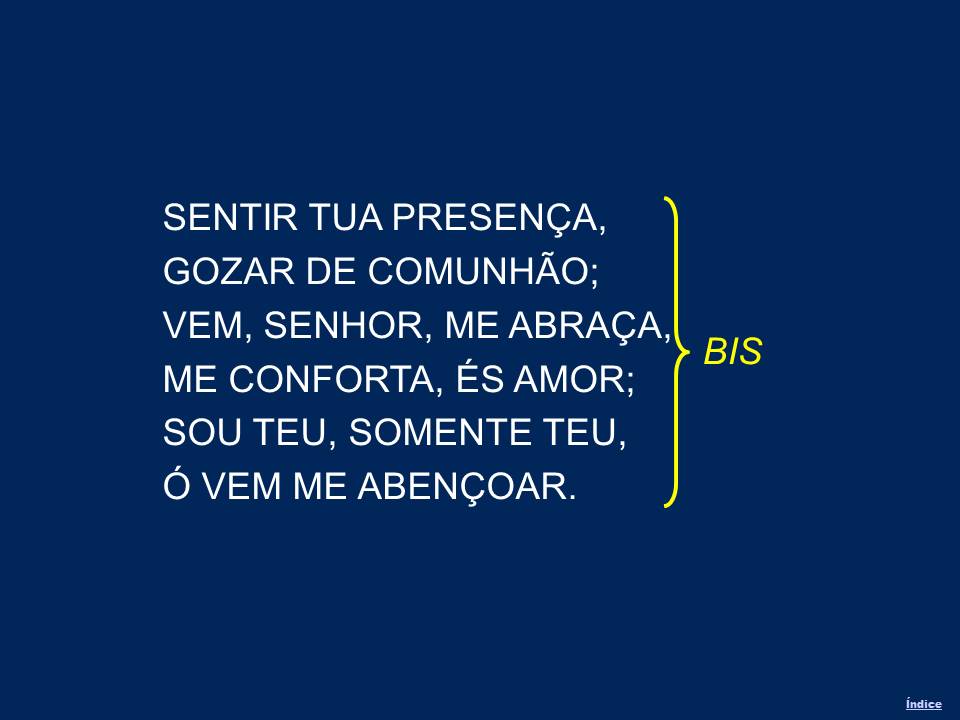 SENTIR TUA PRESENÇA,
GOZAR DE COMUNHÃO;
VEM, SENHOR, ME ABRAÇA,
ME CONFORTA, ÉS AMOR;
SOU TEU, SOMENTE TEU,
Ó VEM ME ABENÇOAR.
BIS
Índice